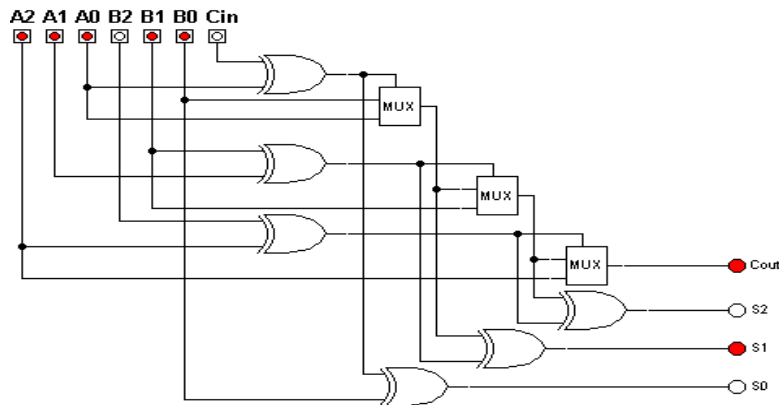 A2 A1 A0 B2 B1 B0 Cin
MUX
MUX
MUX
Cout
S2
S1
S0